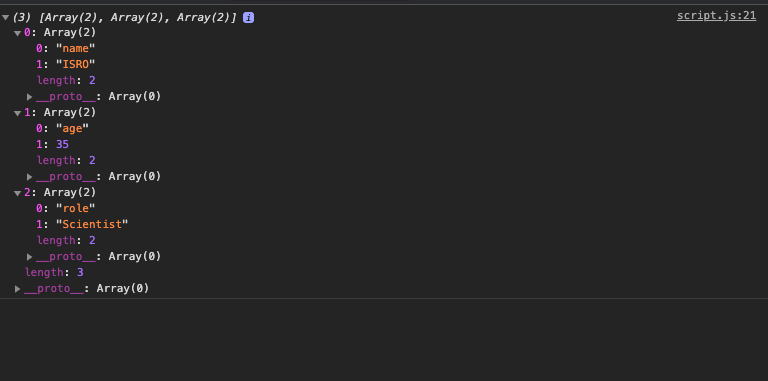 (3) [Array(2), Array(2), Array(2)] i script.js:21
0: Array(2)
0: "name"
1: "ISRO"
length: 2
__proto__: Array(0)
1: Array(2)
0: "age"
1: 35
length: 2
__proto__: Array(0)
2: Array(2)
0: "role"
1: "Scientist"
length: 2
__proto__: Array(0)
length: 3
__proto__: Array(0)